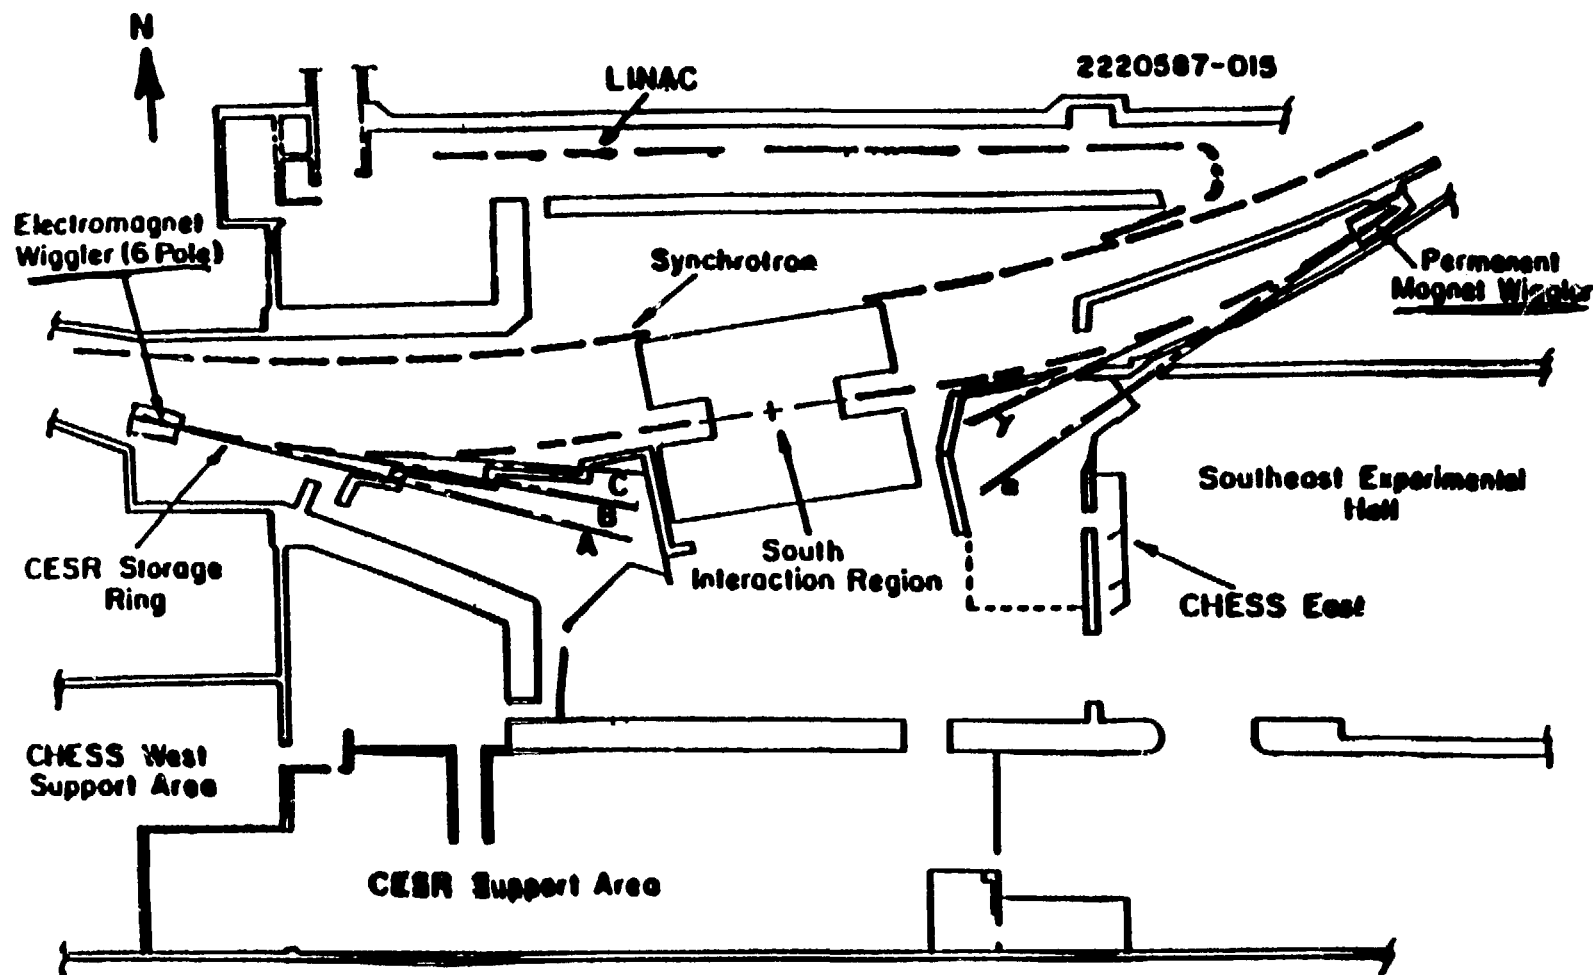 N
LINAC
2220587-015
Electromagnet
Wiggler (6 Pole)
Synchrotron
Permanent
Magnet Wiggler
Y
C
B
A
CESR Storage
Ring
South
Interaction Region
Southeast Experimental
Hall
CHESS East
CHESS West
Support Area
CESR Support Area